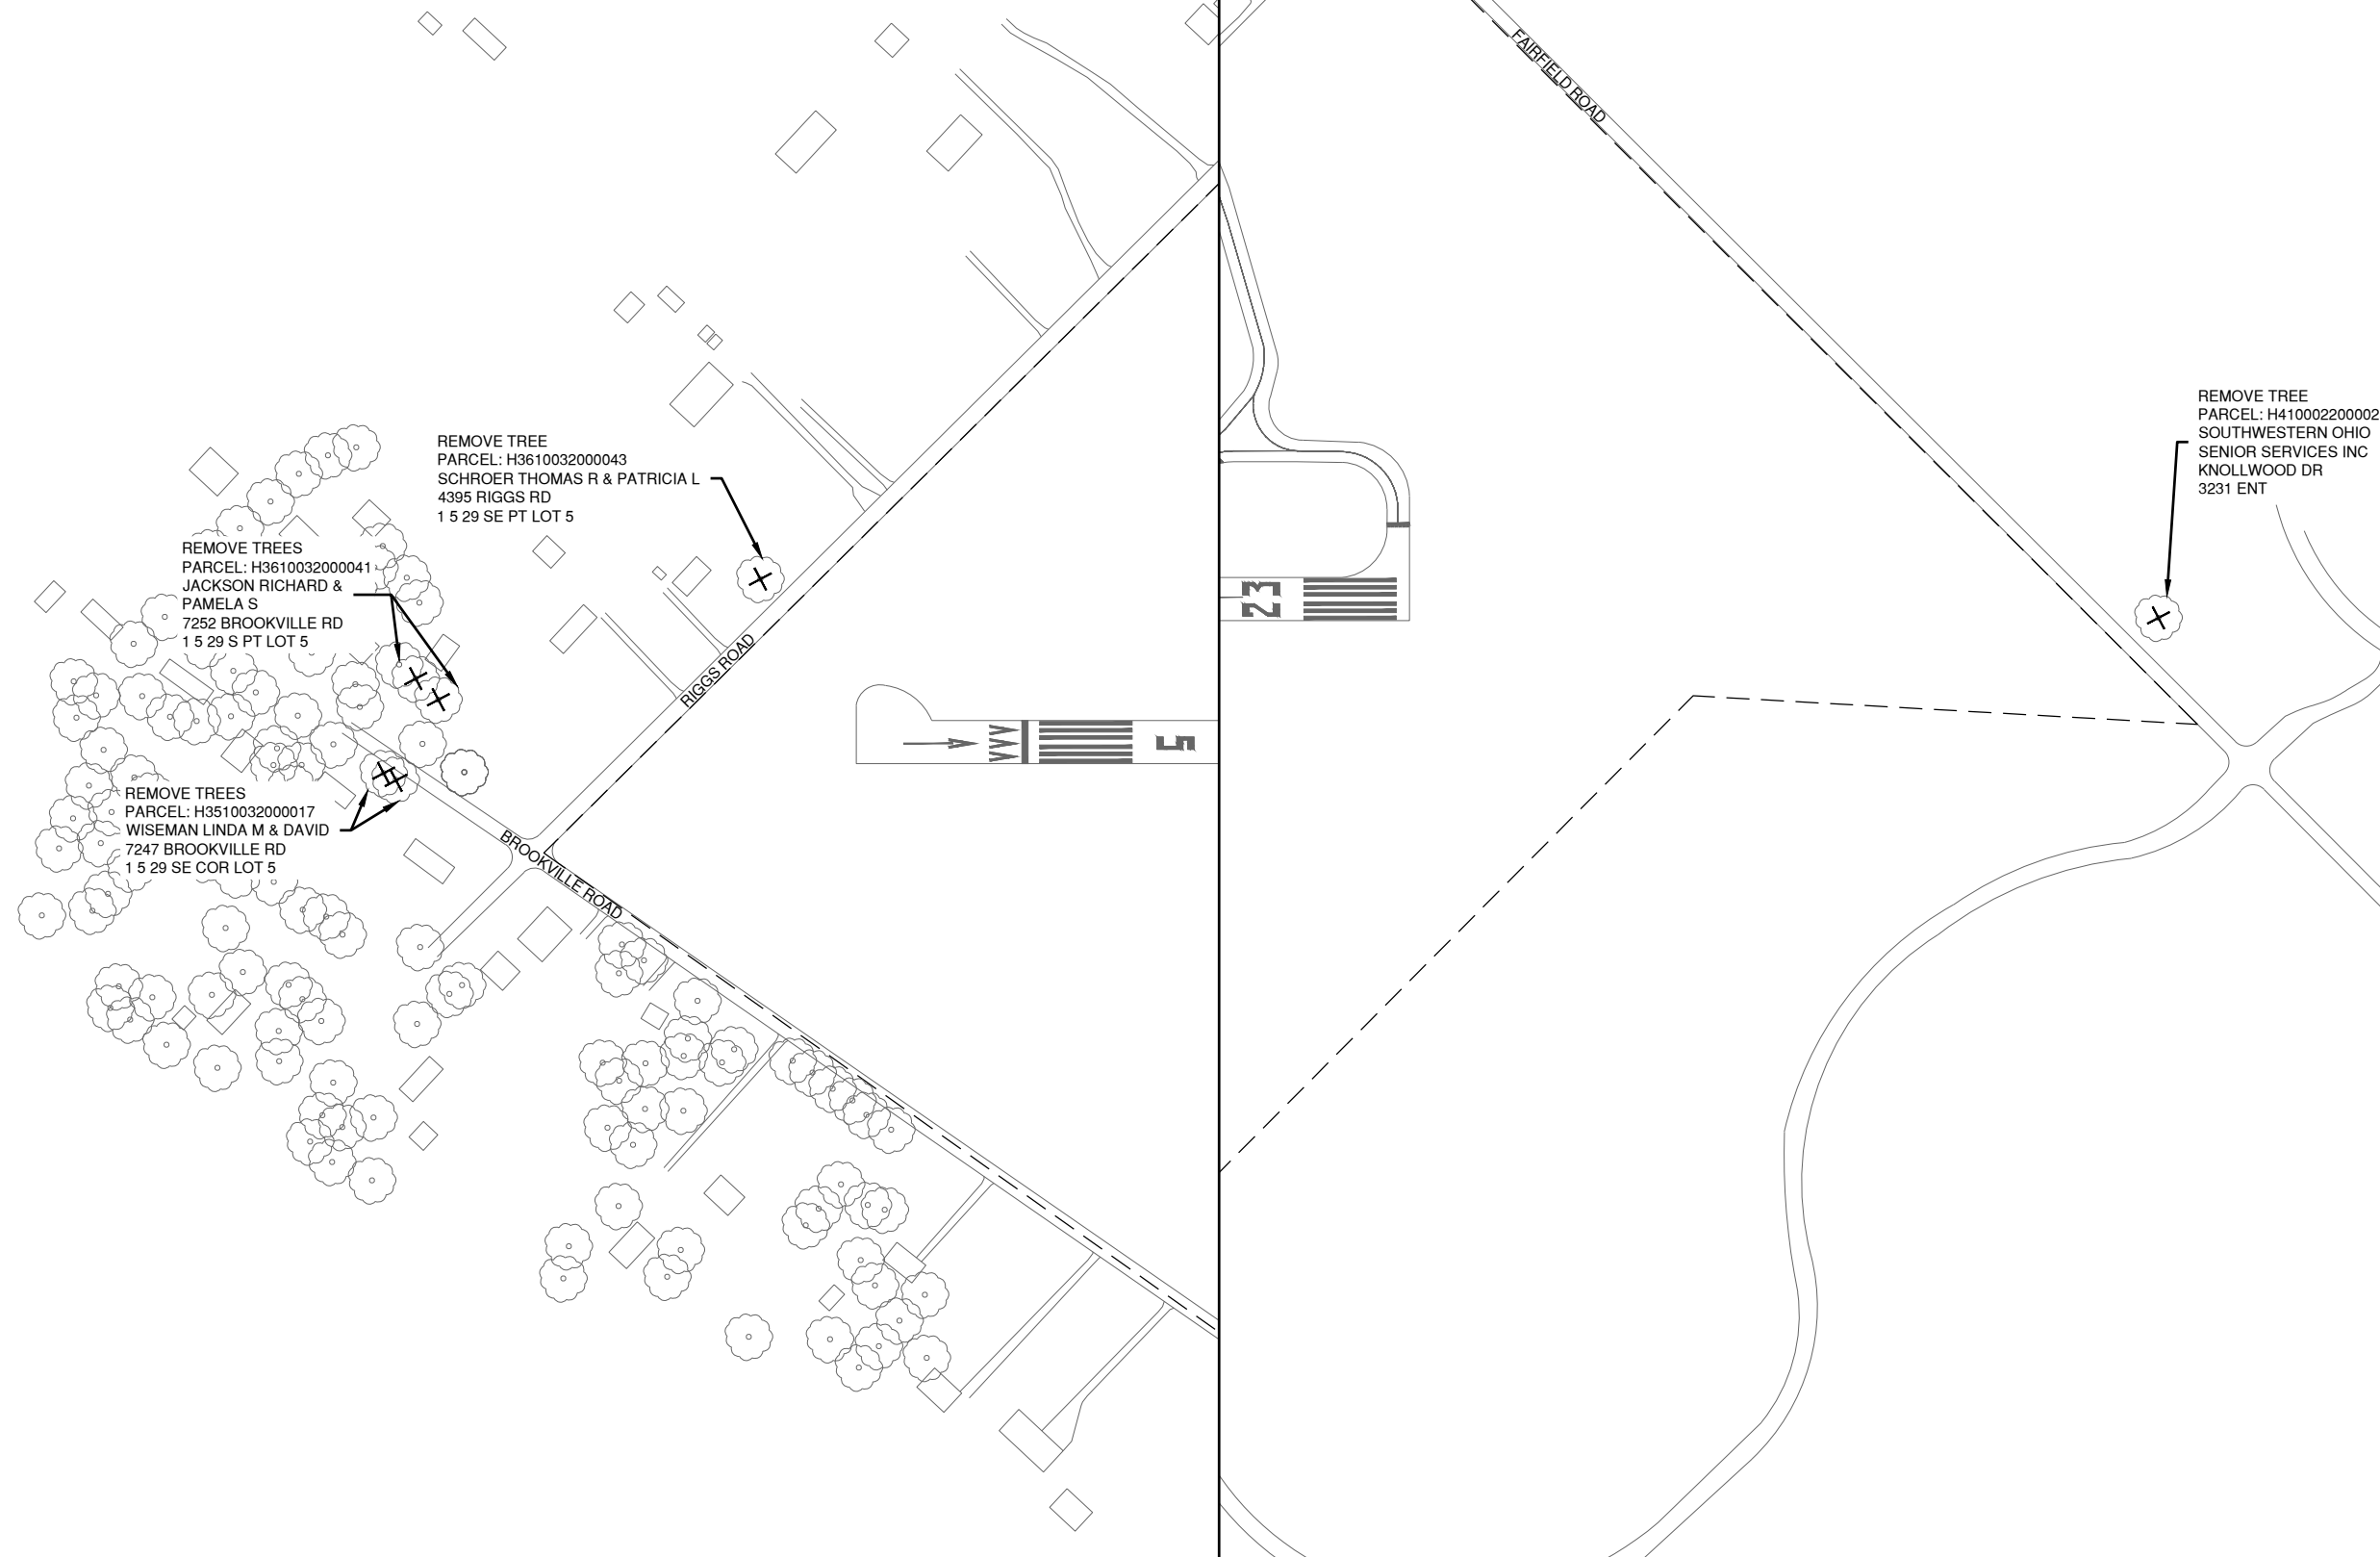 FAIRFIELD ROAD
REMOVE TREE
PARCEL: H3610032000043
SCHROER THOMAS R & PATRICIA L
4395 RIGGS RD
1 5 29 SE PT LOT 5
REMOVE TREES
PARCEL: H3610032000041
JACKSON RICHARD &
PAMELA S
7252 BROOKVILLE RD
1 5 29 S PT LOT 5
REMOVE TREES
PARCEL: H3510032000017
WISEMAN LINDA M & DAVID
7247 BROOKVILLE RD
1 5 29 SE COR LOT 5
RIGGS ROAD
BROOKVILLE ROAD
5
23
REMOVE TREE
PARCEL: H410002200002
SOUTHWESTERN OHIO
SENIOR SERVICES INC
KNOLLWOOD DR
3231 ENT